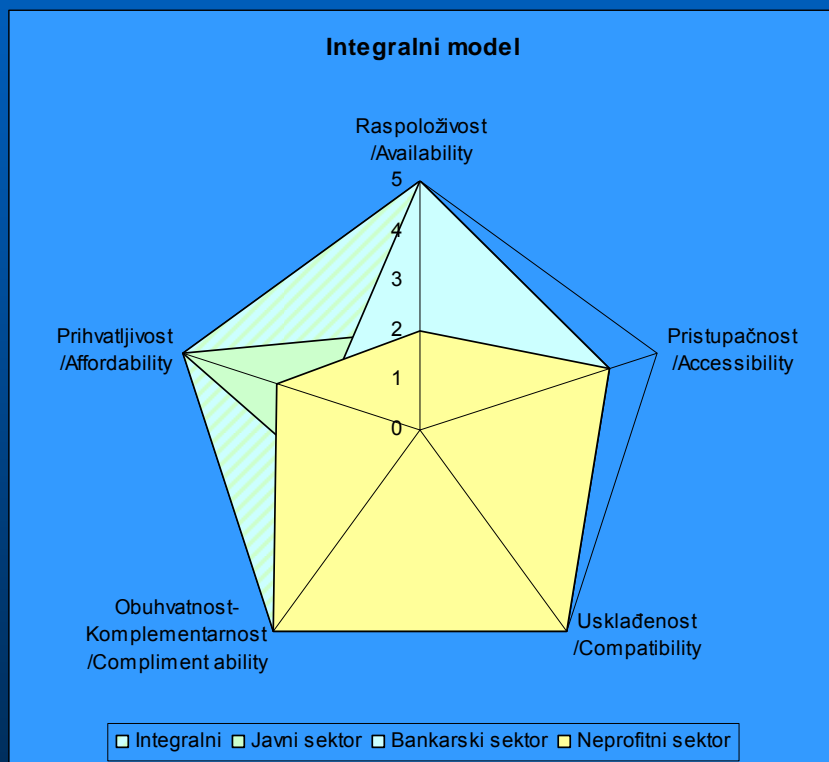 Integralni model
Raspoloživost
/Availability
5
4
3
2
1
0
Pristupačnost
/Accessibility
Usklađenost
/Compatibility
Obuhvatnost-
Komplementarnost
/Compliment ability
Prihvatljivost
/Affordability
Integralni Javni sektor Bankarski sektor Neprofitni sektor